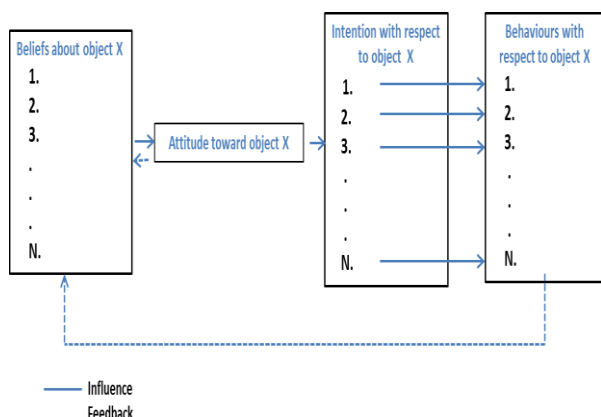 Beliefs about object X
1.
2.
3.
.
.
.
N.
Attitude toward object X
Intention with respect
to object X
1.
2.
3.
.
.
.
N.
Behaviours with
respect to object X
1.
2.
3.
.
.
.
N.
Influence
Feedback